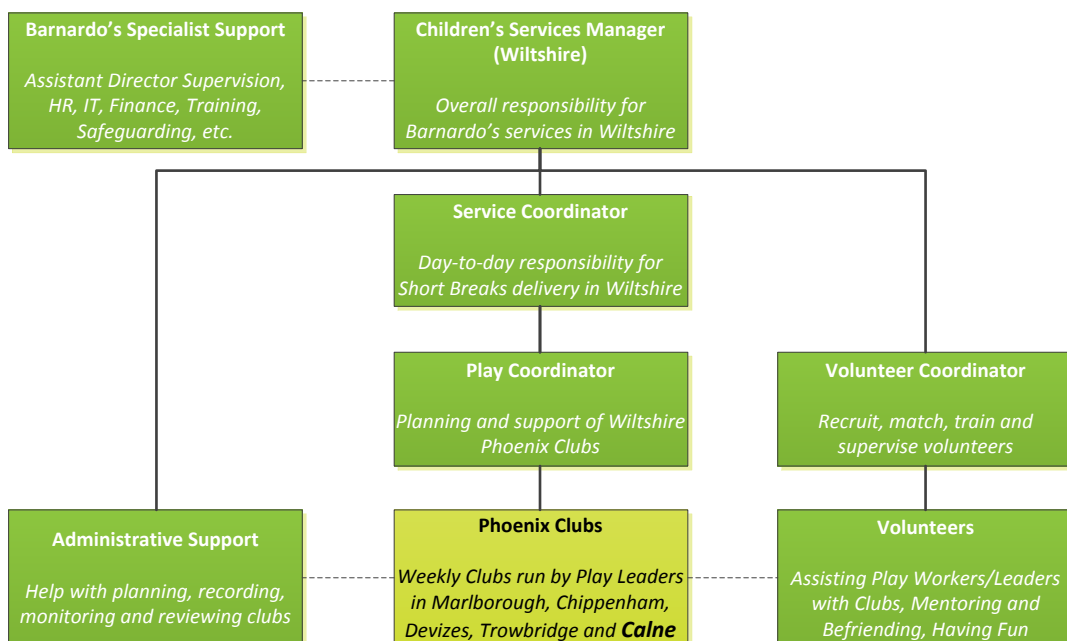 Barnardo's Specialist Support
Assistant Director Supervision,
HR, IT, Finance, Training,
Safeguarding, etc.
Children's Services Manager
(Wiltshire)
Overall responsibility for
Barnardo's services in Wiltshire
Service Coordinator
Day-to-day responsibility for
Short Breaks delivery in Wiltshire
Play Coordinator
Planning and support of Wiltshire
Phoenix Clubs
Volunteer Coordinator
Recruit, match, train and
supervise volunteers
Administrative Support
Help with planning, recording,
monitoring and reviewing clubs
Phoenix Clubs
Weekly Clubs run by Play Leaders
in Marlborough, Chippenham,
Devizes, Trowbridge and Calne
Volunteers
Assisting Play Workers/Leaders
with Clubs, Mentoring and
Befriending, Having Fun